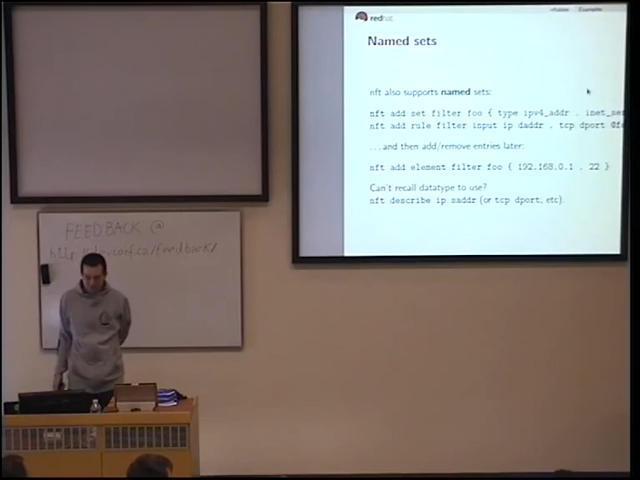 redhat
Examples
Named sets
nft also supports named sets:
nft add set filter foo { type ipv4_addr . inet_ser
nft add rule filter input ip daddr . tcp dport @f
...and then add/remove entries later:
nft add element filter foo { 192.168.0.1 . 22 }
Can't recall datatype to use?
nft describe ip saddr (or tcp dport, etc).
FEEDBACK @
/feedback/